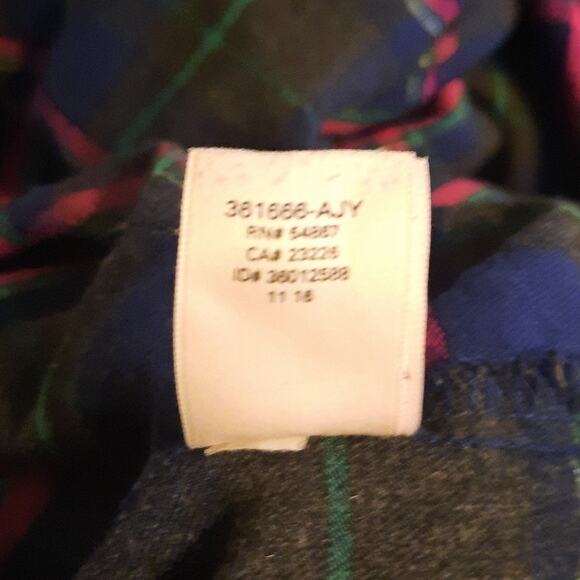 361666-AJY
RN# 54867
CA# 23226
ID# 36012588
11 16